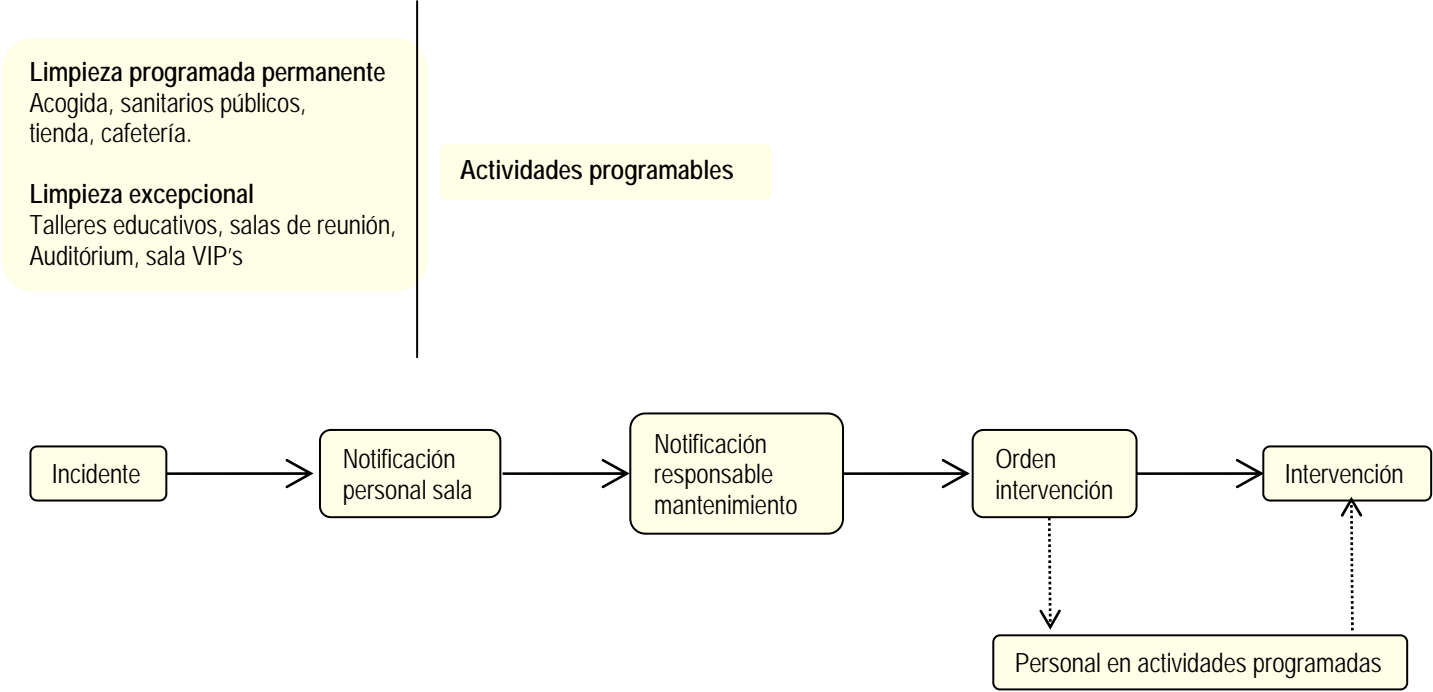 Limpieza programada permanente
Acogida, sanitarios públicos,
tienda, cafetería.
Limpieza excepcional
Talleres educativos, salas de reunión,
Auditórium, sala VIP's
Actividades programables
Incidente
Notificación
personal sala
Notificación
responsable
mantenimiento
Orden
intervención
Intervención
Personal en actividades programadas